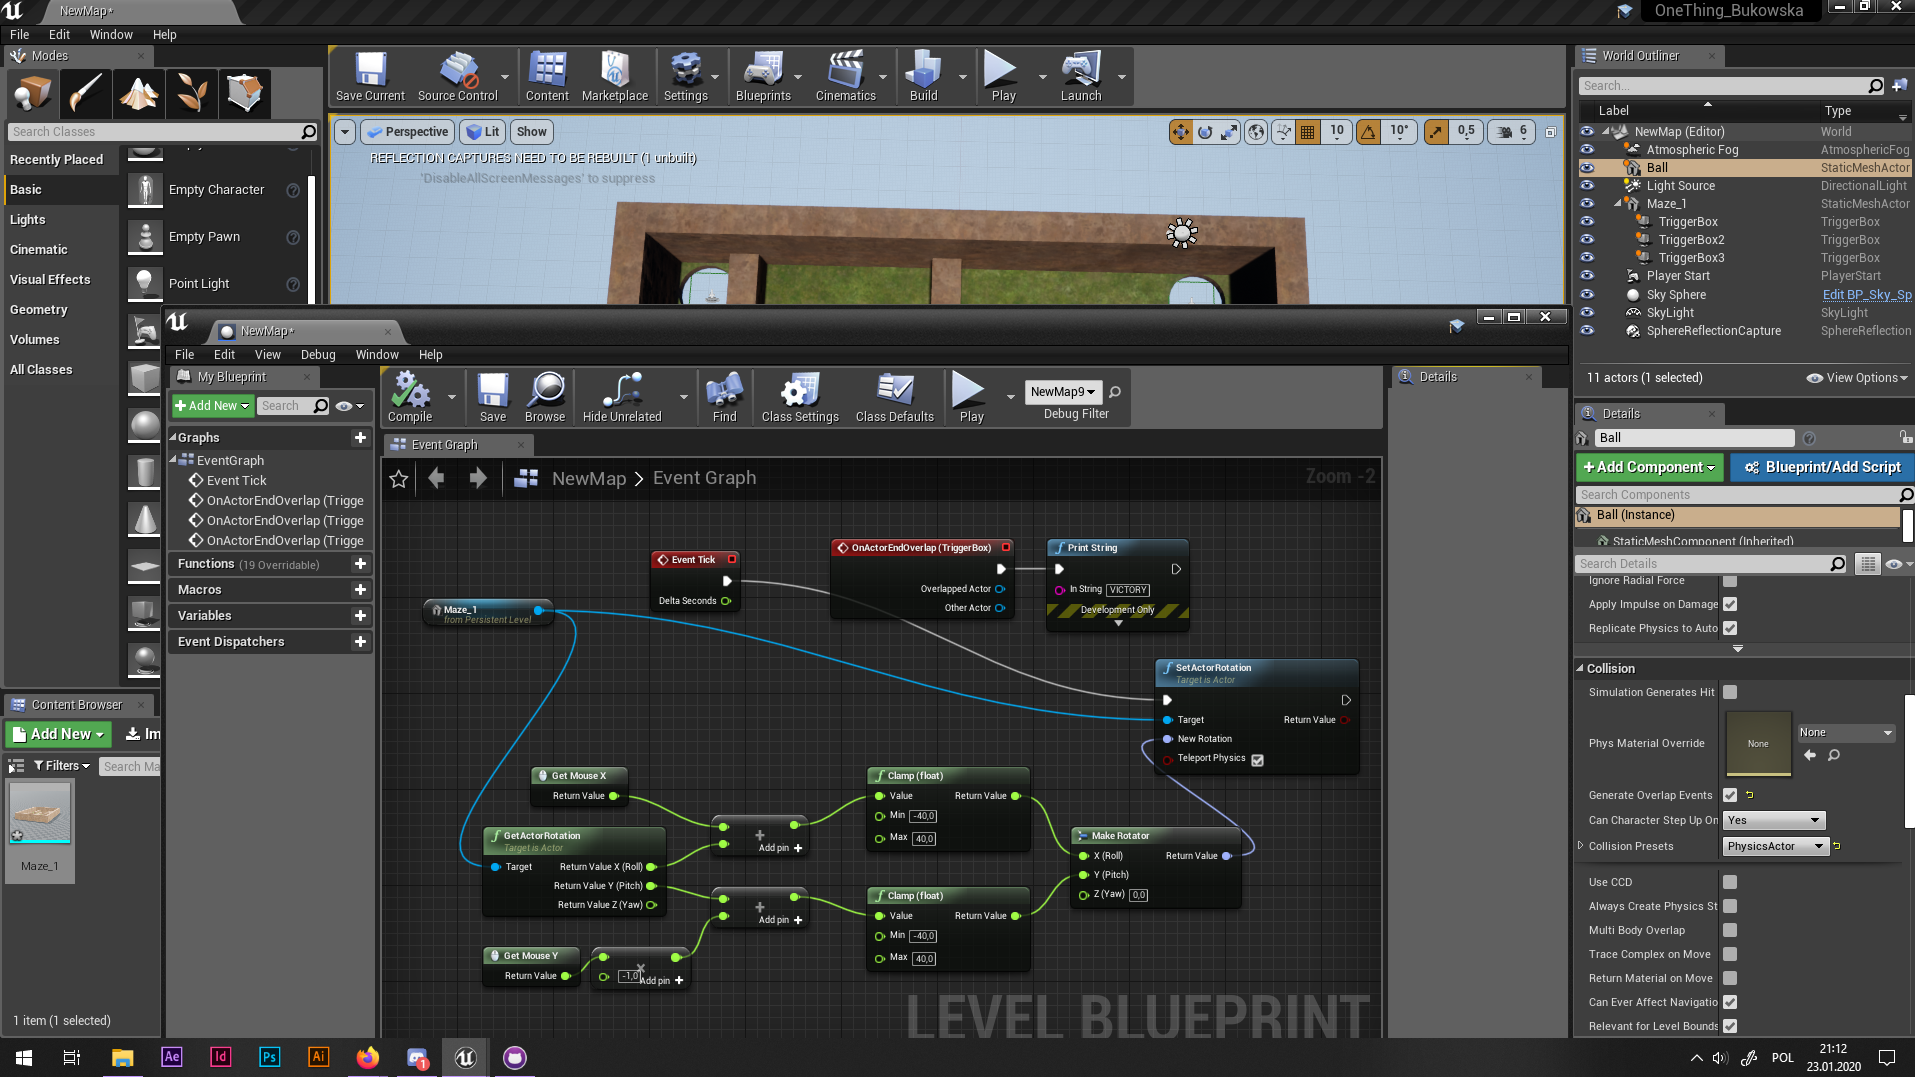 NewMap*
OneThing_Bukowska
File Edit Window Help
Modes
Search Classes
Recently Placed
Basic
Lights
Cinematic
Visual Effects
Geometry
Volumes
All Classes
Empty Character
Empty Pawn
Point Light
Save Current Source Control Content Marketplace Settings Blueprints Cinematics Build Play Launch
Perspective Lit Show
10 10° 0,5 6
REFLECTION CAPTURES NEED TO BE REBUILT (1 unbuilt)
'DisableAllScreenMessages' to suppress
World Outliner
Search...
Label Type
NewMap (Editor) World
Atmospheric Fog AtmosphericFog
Ball StaticMeshActor
Light Source DirectionalLight
Maze_1 StaticMeshActor
TriggerBox TriggerBox
TriggerBox2 TriggerBox
TriggerBox3 TriggerBox
Player Start PlayerStart
Sky Sphere Edit BP_Sky_Sp
SkyLight SkyLight
SphereReflectionCapture SphereReflection
11 actors (1 selected) View Options
NewMap*
File Edit View Debug Window Help
My Blueprint
Add New Search
Graphs
EventGraph
Event Tick
OnActorEndOverlap (Trigge
OnActorEndOverlap (Trigge
OnActorEndOverlap (Trigge
Functions (19 Overridable)
Macros
Variables
Event Dispatchers
Compile Save Browse Hide Unrelated Find Class Settings Class Defaults Play
NewMap9
Debug Filter
Event Graph
NewMap > Event Graph
Zoom -2
Event Tick
Delta Seconds
OnActorEndOverlap (TriggerBox)
Overlapped Actor
Other Actor
Print String
In String VICTORY
Development Only
Maze_1
from Persistent Level
SetActorRotation
Target is Actor
Target Return Value
New Rotation
Teleport Physics
Get Mouse X
Return Value
GetActorRotation
Target is Actor
Target Return Value X (Roll)
Return Value Y (Pitch)
Return Value Z (Yaw)
Get Mouse Y
Return Value
-1,0
Add pin +
Add pin +
Add pin +
Clamp (float)
Value Return Value
Min -40,0
Max 40,0
Clamp (float)
Value Return Value
Min -40,0
Max 40,0
Make Rotator
X (Roll) Return Value
Y (Pitch)
Z (Yaw) 0,0
LEVEL BLUEPRINT
Details
Details
Ball
+Add Component Blueprint/Add Script
Search Components
Ball (Instance)
StaticMeshComponent (Inherited)
Search Details
Ignore Radial Force
Apply Impulse on Damage
Replicate Physics to Auto
Collision
Simulation Generates Hit
Phys Material Override None None
Generate Overlap Events
Can Character Step Up On Yes
Collision Presets PhysicsActor
Use CCD
Always Create Physics St
Multi Body Overlap
Trace Complex on Move
Return Material on Move
Can Ever Affect Navigatio
Relevant for Level Bounds
Content Browser
Add New Im
Filters Search Ma
Maze_1
1 item (1 selected)
Ae Id Ps Ai 1
POL 21:12
23.01.2020